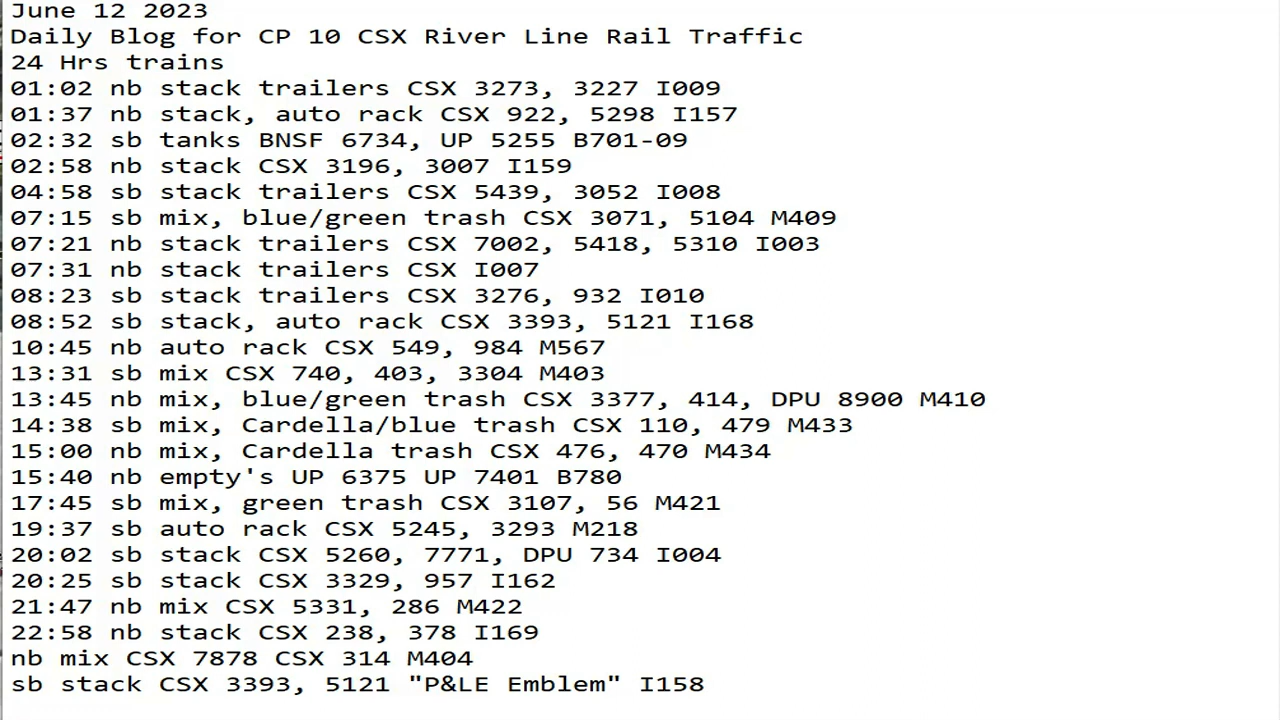 June 12 2023
Daily Blog for CP 10 CSX River Line Rail Traffic
24 Hrs trains
01:02 nb stack trailers CSX 3273, 3227 I009
01:37 nb stack, auto rack CSX 922, 5298 I157
02:32 sb tanks BNSF 6734, UP 5255 B701-09
02:58 nb stack CSX 3196, 3007 I159
04:58 sb stack trailers CSX 5439, 3052 I008
07:15 sb mix, blue/green trash CSX 3071, 5104 M409
07:21 nb stack trailers CSX 7002, 5418, 5310 I003
07:31 nb stack trailers CSX I007
08:23 sb stack trailers CSX 3276, 932 I010
08:52 sb stack, auto rack CSX 3393, 5121 I168
10:45 nb auto rack CSX 549, 984 M567
13:31 sb mix CSX 740, 403, 3304 M403
13:45 nb mix, blue/green trash CSX 3377, 414, DPU 8900 M410
14:38 sb mix, Cardella/blue trash CSX 110, 479 M433
15:00 nb mix, Cardella trash CSX 476, 470 M434
15:40 nb empty's UP 6375 UP 7401 B780
17:45 sb mix, green trash CSX 3107, 56 M421
19:37 sb auto rack CSX 5245, 3293 M218
20:02 sb stack CSX 5260, 7771, DPU 734 I004
20:25 sb stack CSX 3329, 957 I162
21:47 nb mix CSX 5331, 286 M422
22:58 nb stack CSX 238, 378 I169
nb mix CSX 7878 CSX 314 M404
sb stack CSX 3393, 5121 "P&LE Emblem" I158